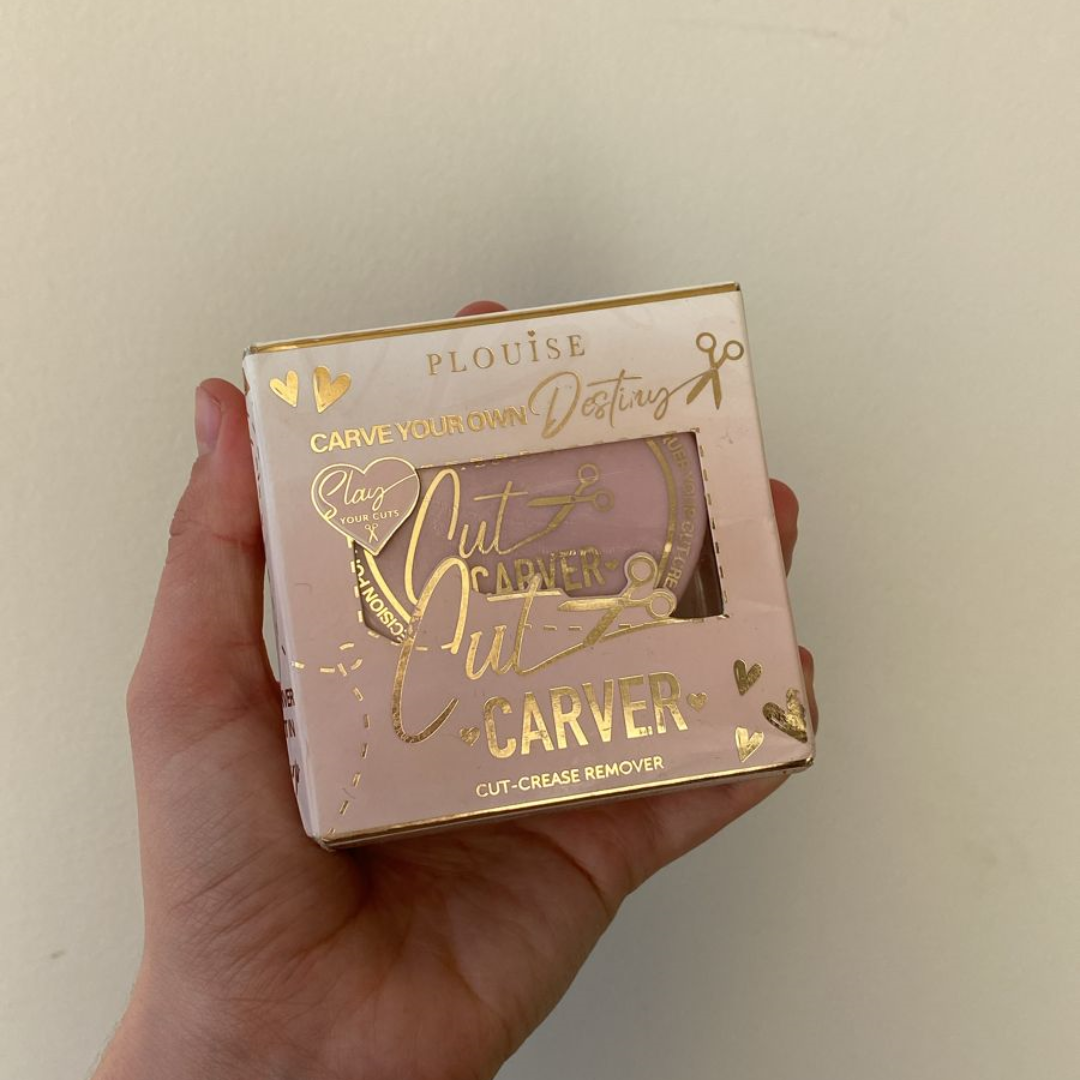 PLOUISE
CARVE YOUR OWN Destiny
Slay
YOUR CUTS
Cut
CARVER
Cut
CARVER
CUT-CREASE REMOVER